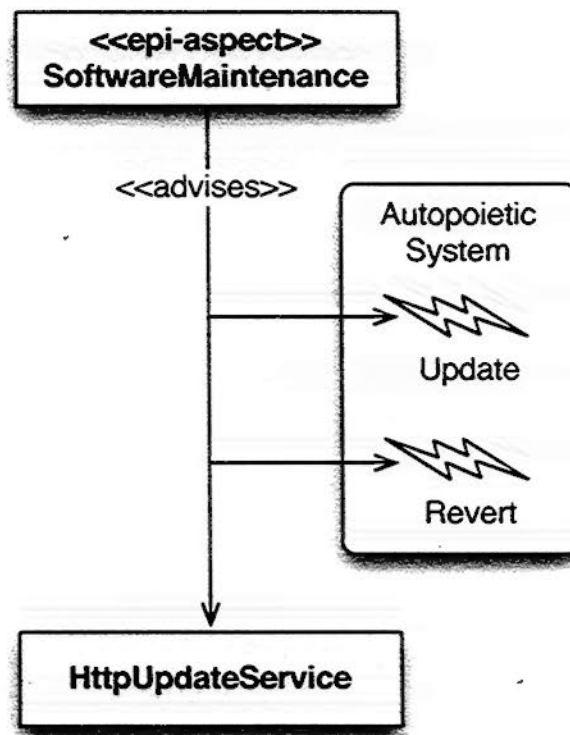 <<epi-aspect>>
SoftwareMaintenance
<<advises>>
Autopoietic
System
Update
Revert
HttpUpdateService